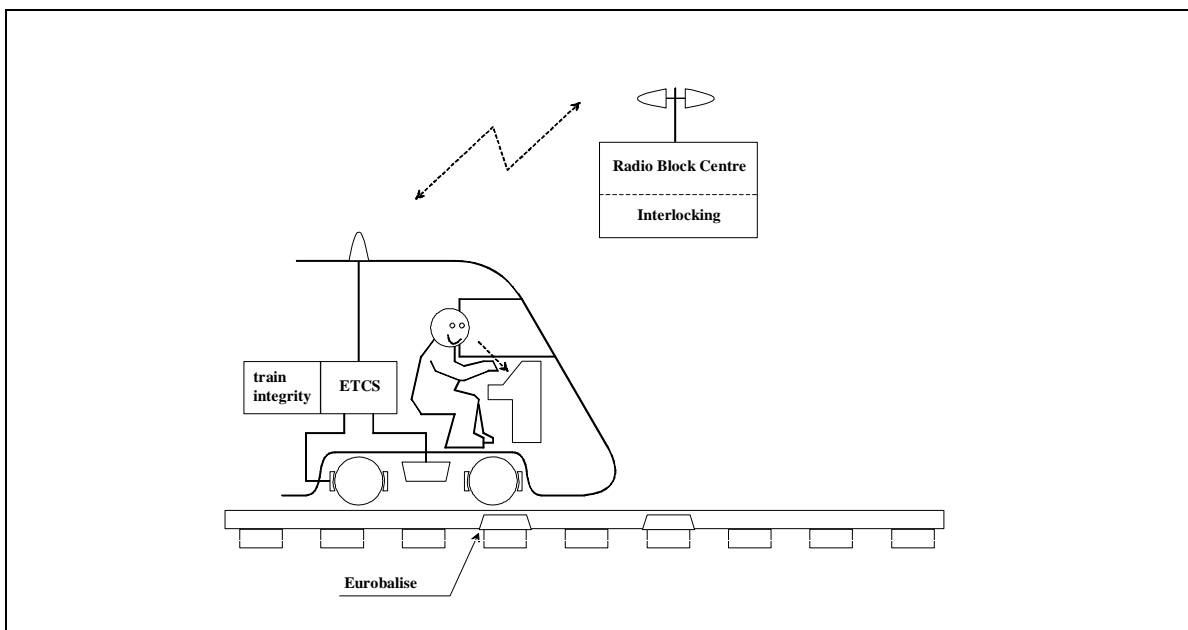 Radio Block Centre
Interlocking
train
integrity
ETCS
Eurobalise